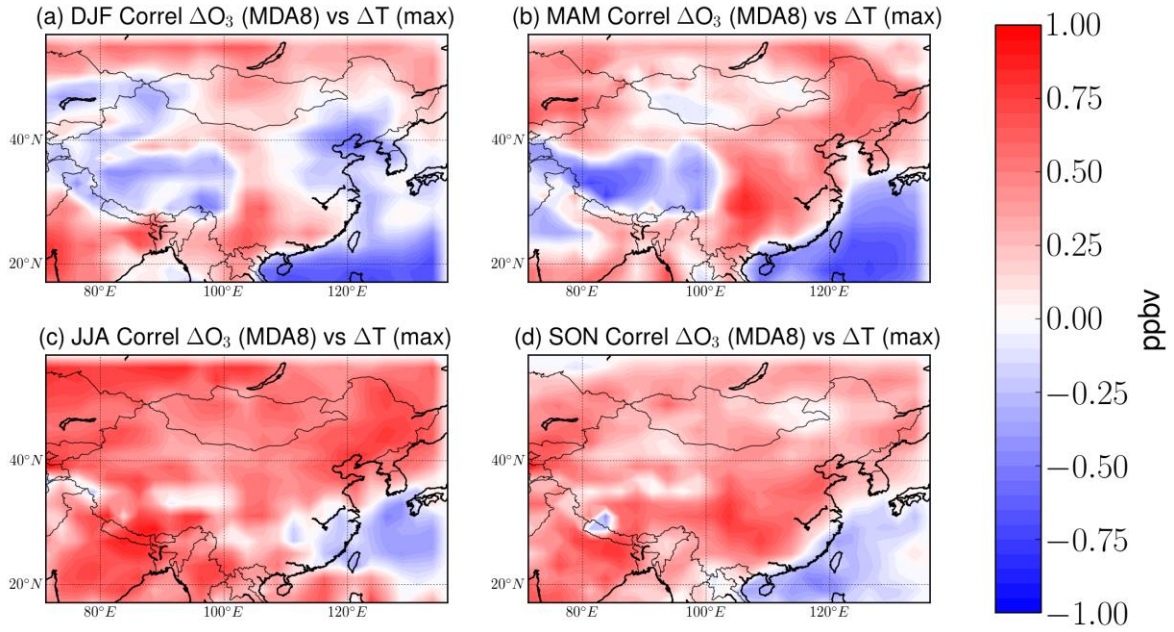 (a) DJF Correl ΔO₃ (MDA8) vs ΔT (max)
(b) MAM Correl ΔO₃ (MDA8) vs ΔT (max)
40°N
20°N
80°E 100°E 120°E
80°E 100°E 120°E
(c) JJA Correl ΔO₃ (MDA8) vs ΔT (max)
(d) SON Correl ΔO₃ (MDA8) vs ΔT (max)
40°N
20°N
80°E 100°E 120°E
80°E 100°E 120°E
40°N
20°N
40°N
20°N
1.00
0.75
0.50
0.25
0.00
−0.25
−0.50
−0.75
−1.00
ppbv